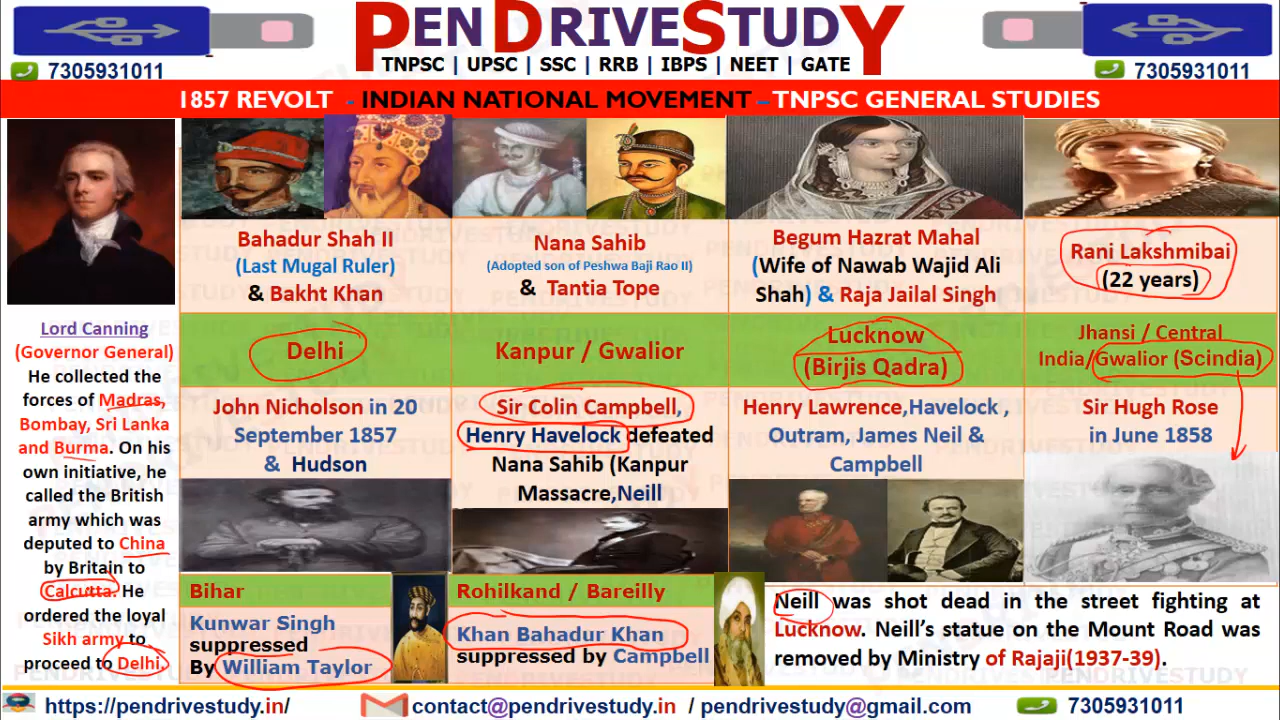 PENDRIVESTUDY
TNPSC | UPSC | SSC | RRB | IBPS | NEET | GATE
7305931011
7305931011
1857 REVOLT - INDIAN NATIONAL MOVEMENT – TNPSC GENERAL STUDIES
Lord Canning
(Governor General)
He collected the
forces of Madras,
Bombay, Sri Lanka
and Burma. On his
own initiative, he
called the British
army which was
deputed to China
by Britain to
Calcutta. He
ordered the loyal
Sikh army to
proceed to Delhi.
Bahadur Shah II
(Last Mugal Ruler)
& Bakht Khan
Nana Sahib
(Adopted son of Peshwa Baji Rao II)
& Tantia Tope
Begum Hazrat Mahal
(Wife of Nawab Wajid Ali
Shah) & Raja Jailal Singh
Rani Lakshmibai
(22 years)
Delhi
Kanpur / Gwalior
Lucknow
(Birjis Qadra)
Jhansi / Central
India/Gwalior (Scindia)
John Nicholson in 20
September 1857
& Hudson
Sir Colin Campbell,
Henry Havelock defeated
Nana Sahib (Kanpur
Massacre,Neill
Henry Lawrence,Havelock ,
Outram, James Neil &
Campbell
Sir Hugh Rose
in June 1858
Bihar
Kunwar Singh
suppressed
By William Taylor
Rohilkand / Bareilly
Khan Bahadur Khan
suppressed by Campbell
Neill was shot dead in the street fighting at
Lucknow. Neill's statue on the Mount Road was
removed by Ministry of Rajaji(1937-39).
https://pendrivestudy.in/
contact@pendrivestudy.in / pendrivestudy@gmail.com
7305931011